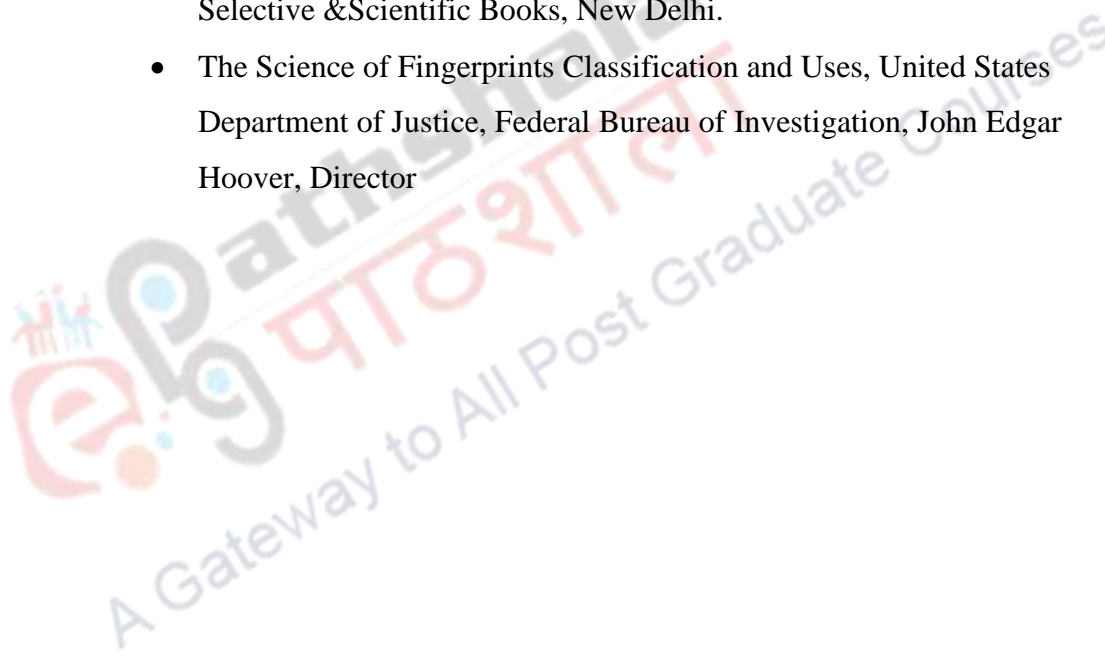 Selective &Scientific Books, New Delhi.
• The Science of Fingerprints Classification and Uses, United States
Department of Justice, Federal Bureau of Investigation, John Edgar
Hoover, Director
Pathshala
पाठशाला
A Gateway to All Post Graduate Courses